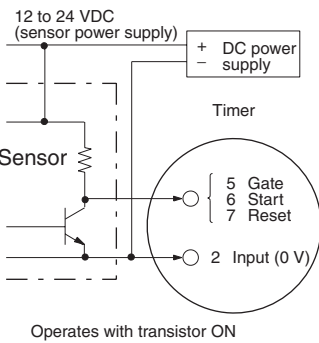 12 to 24 VDC
(sensor power supply)
+ DC power
− supply
Timer
Sensor
5 Gate
6 Start
7 Reset
2 Input (0 V)
Operates with transistor ON